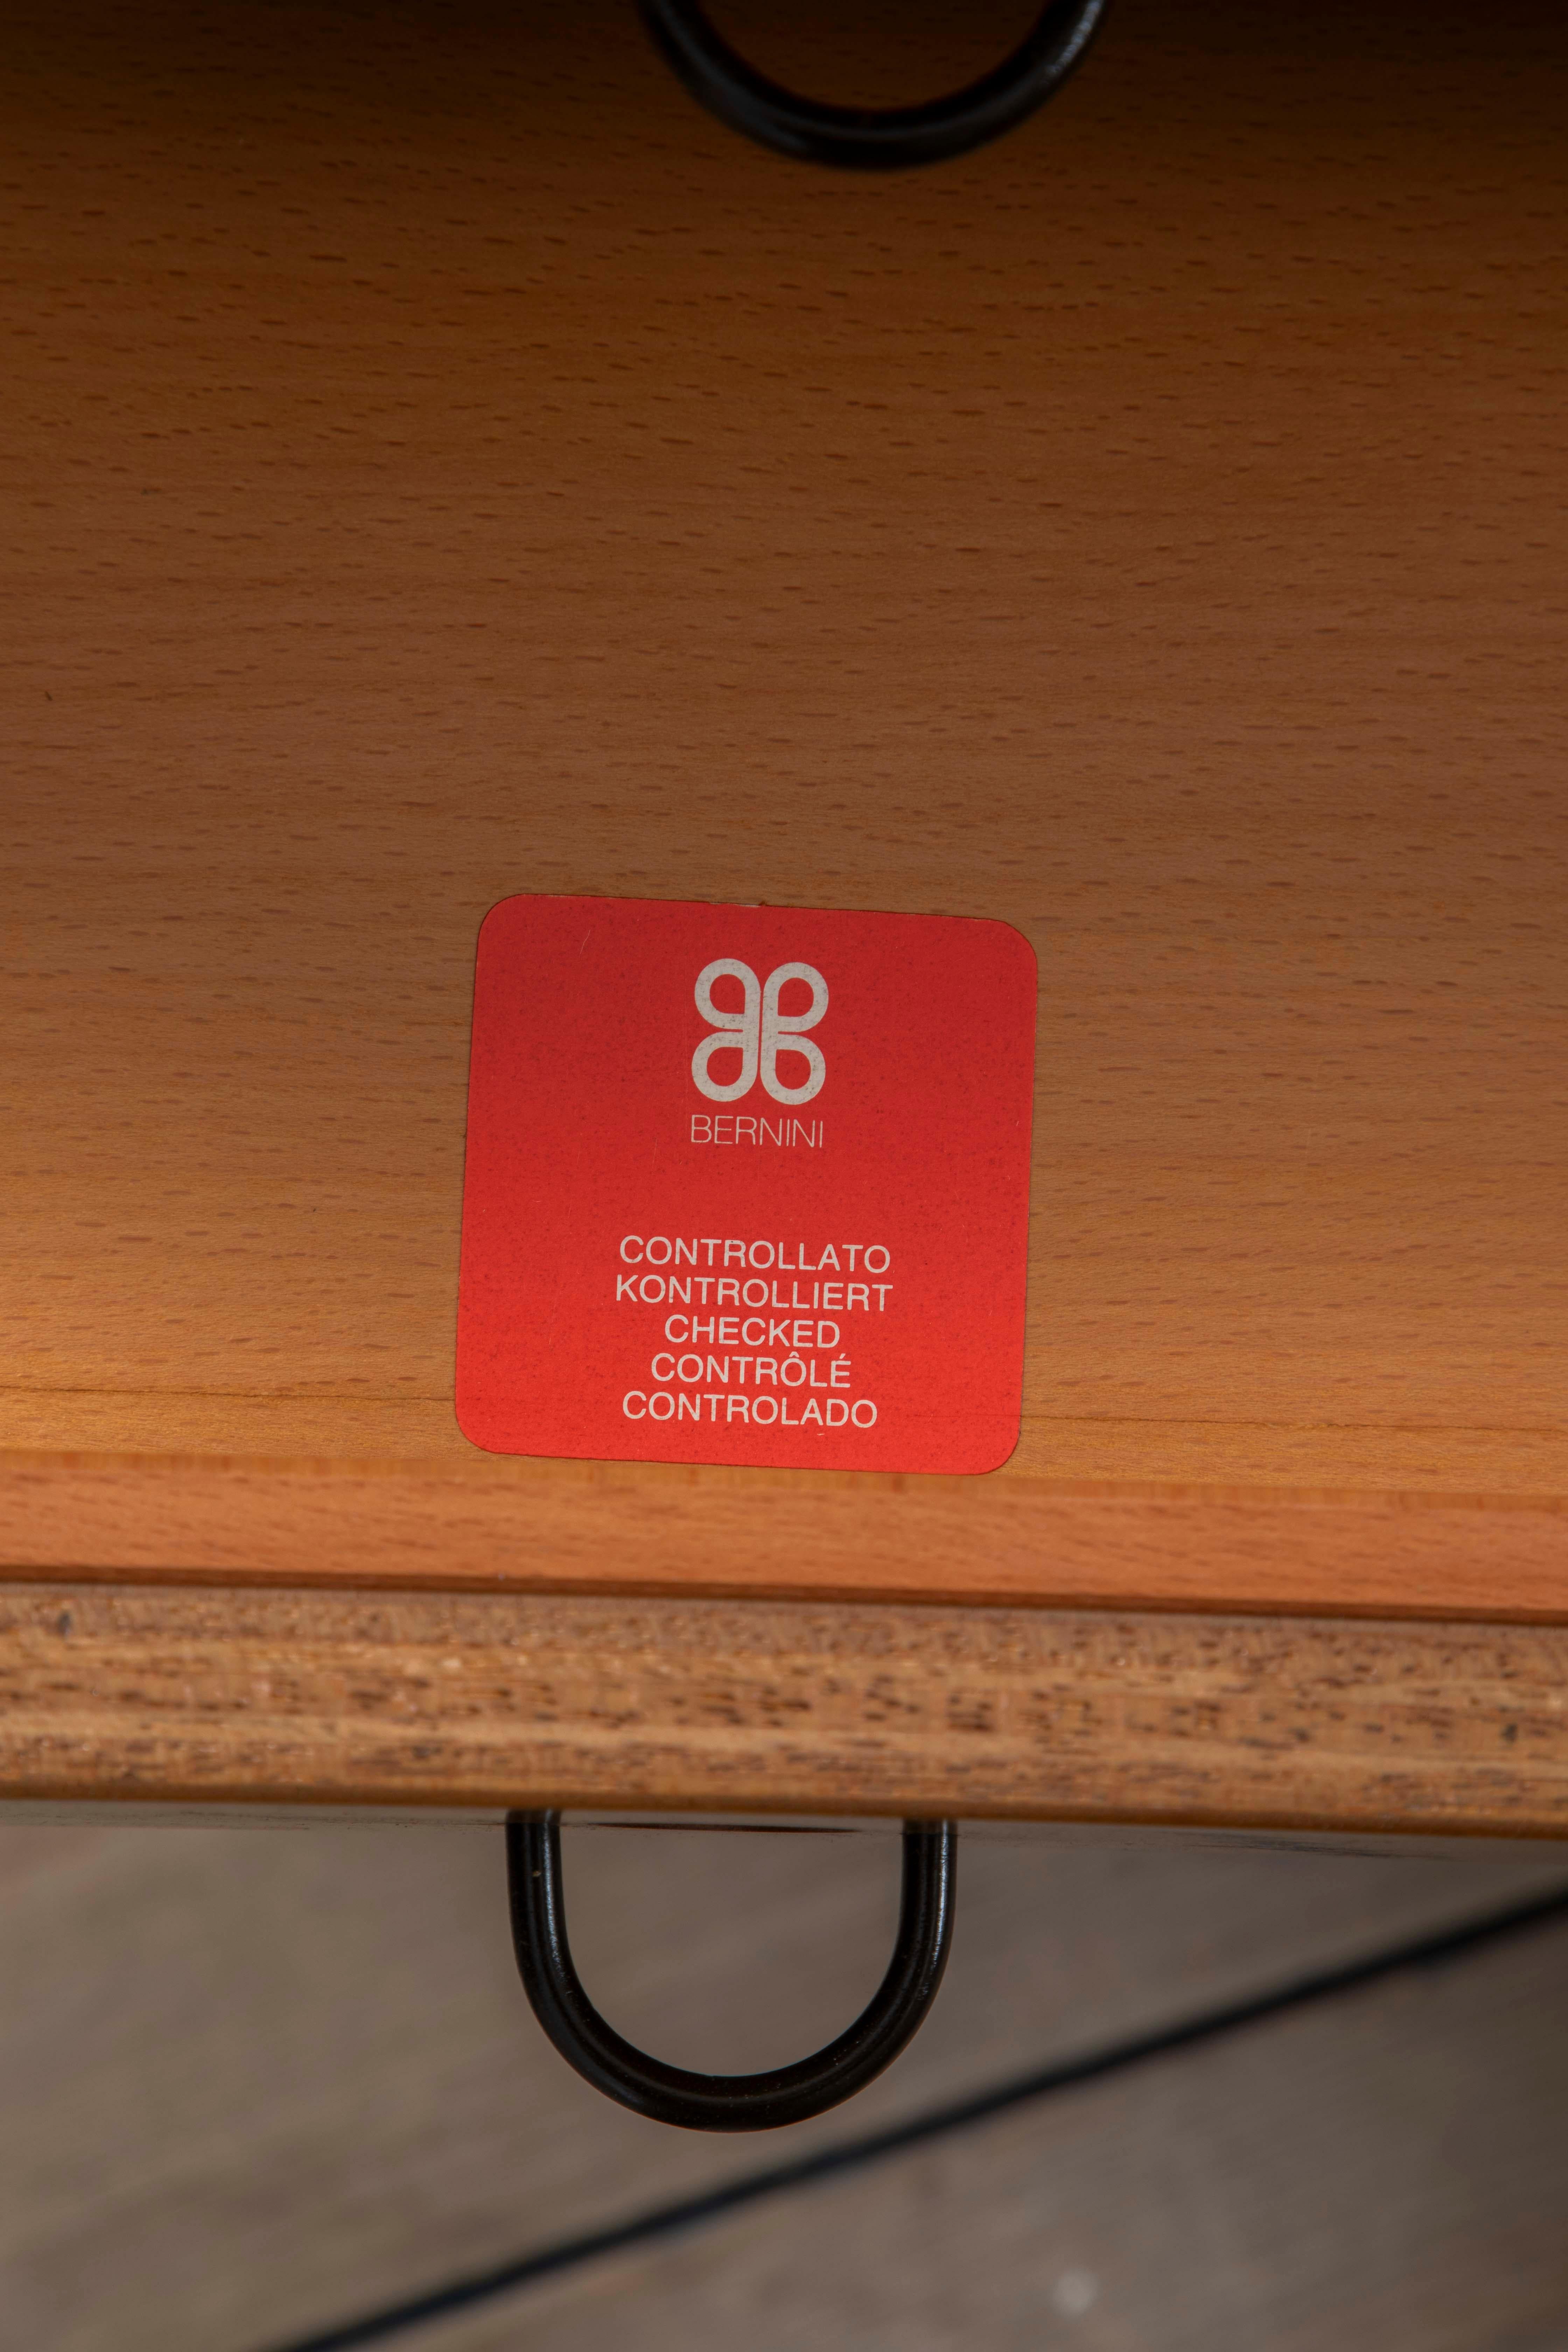 BERNINI
CONTROLLATO
KONTROLLIERT
CHECKED
CONTRÔLÉ
CONTROLADO